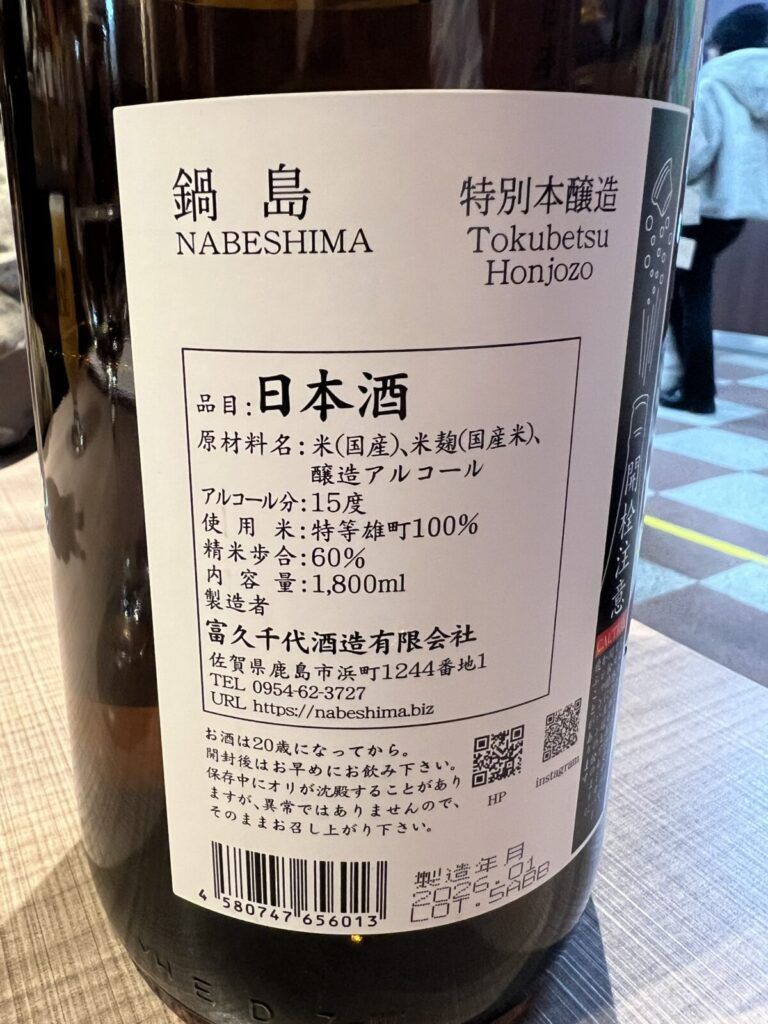 鍋島
NABESHIMA
特別本醸造
Tokubetsu
Honjozo
品目:日本酒
原材料名:米(国産)、米麹(国産米)、
醸造アルコール
アルコール分:15度
使用米:特等雄町100%
精米歩合:60%
内容量:1,800ml
製造者
富久千代酒造有限会社
佐賀県鹿島市浜町1244番地1
TEL 0954-62-3727
URL https://nabeshima.biz
お酒は20歳になってから。
開封後はお早めにお飲み下さい。
保存中にオリが沈殿することがあり
ますが、異常ではありませんので、
そのままお召し上がり下さい。
HP
instagram
4 580747 656013
製造年月
2026.01
LOT.5ABB
開栓注意